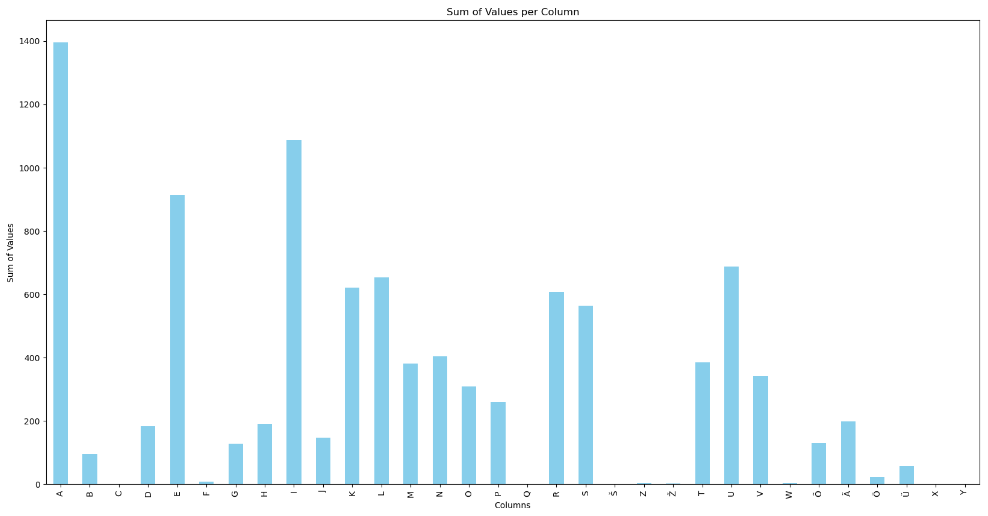 Sum of Values per Column
Sum of Values
1400
1200
1000
800
600
400
200
0
A B C D E F G H I J K L M N O P Q R S Š Z Ž T U V W Õ Ä Ö Ü X Y
Columns